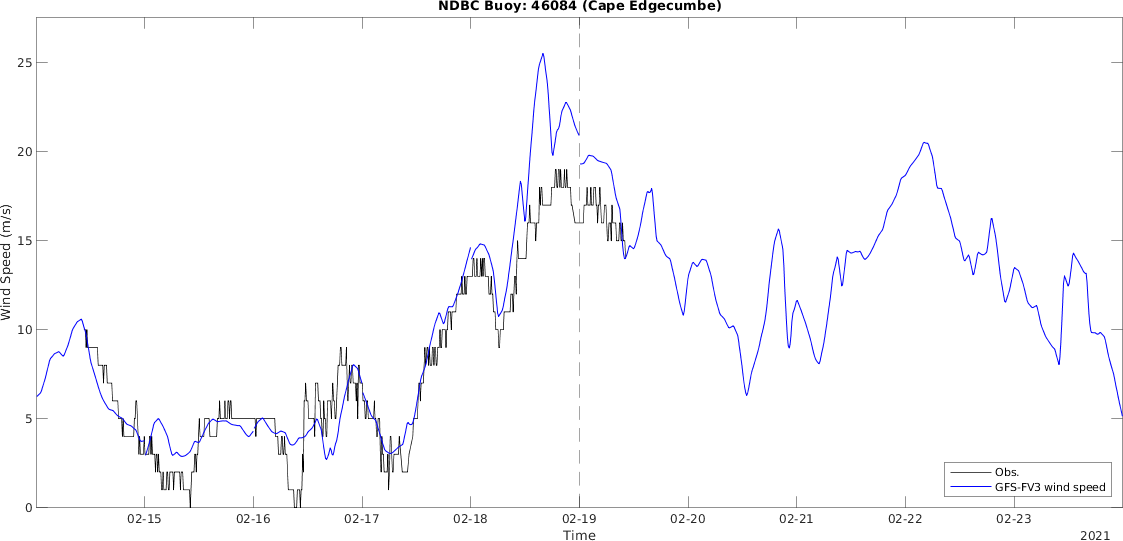 NDBC Buoy: 46084 (Cape Edgecumbe)
Wind Speed (m/s)
25
20
15
10
5
0
02-15 02-16 02-17 02-18 02-19 02-20 02-21 02-22 02-23
Time
2021
Obs.
GFS-FV3 wind speed